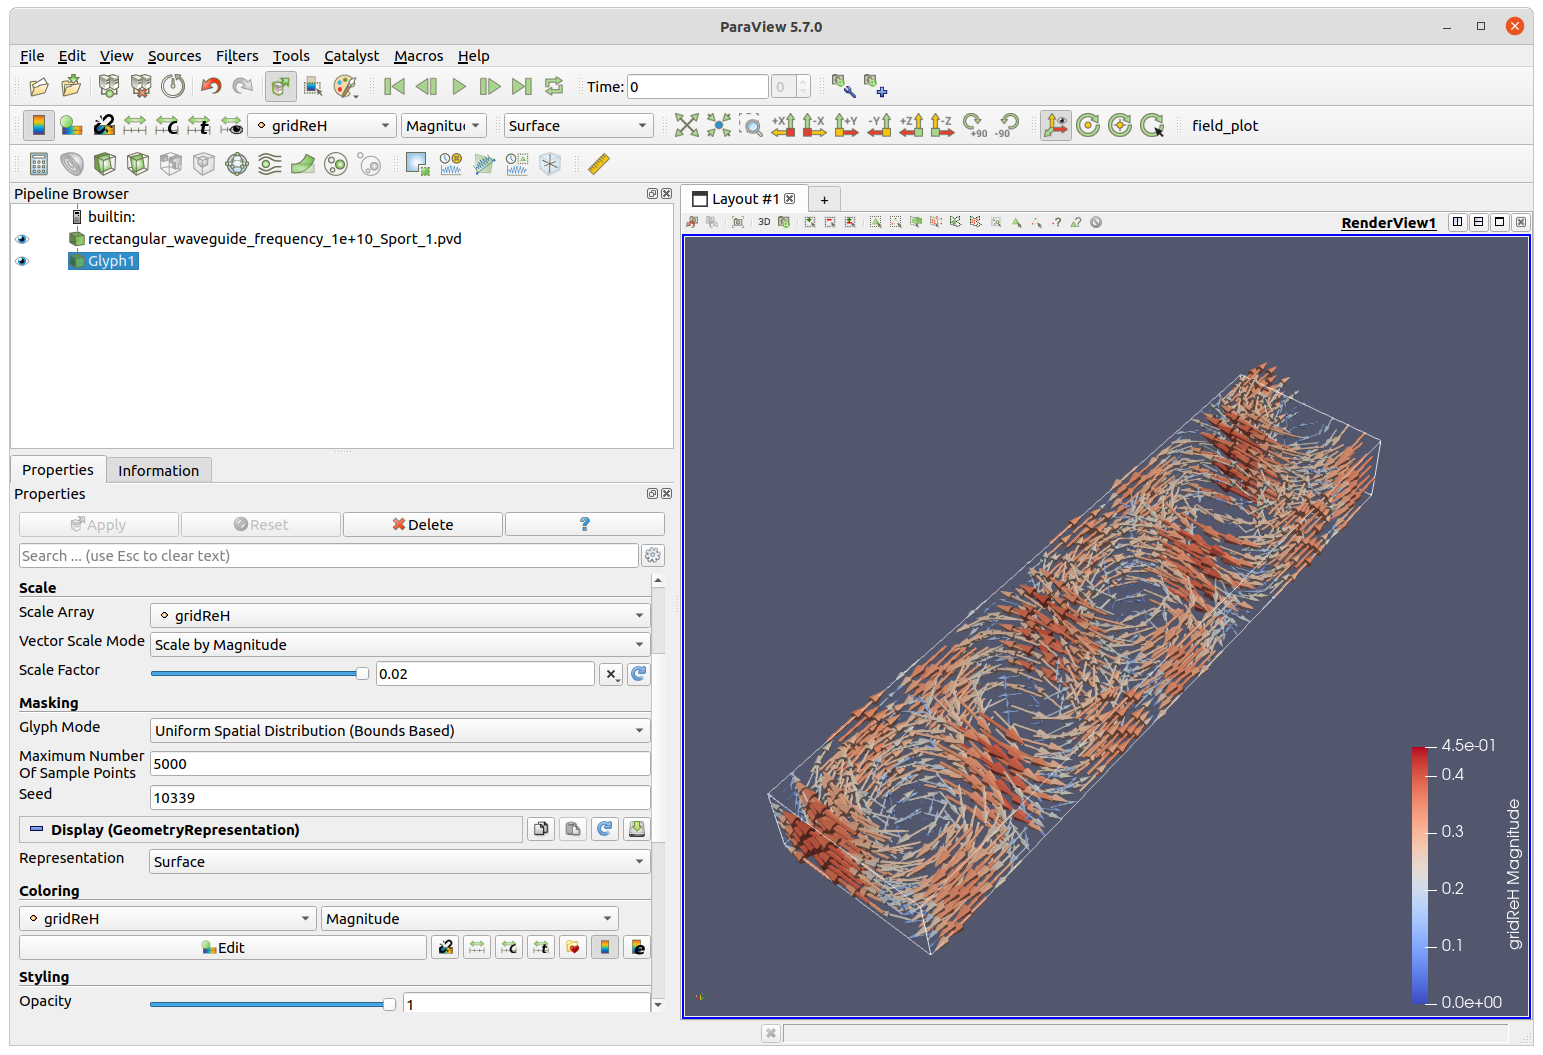 ParaView 5.7.0
File Edit View Sources Filters Tools Catalyst Macros Help
Time: 0 0
gridReH Magnitu Surface +X -X +Y -Y +Z -Z +90 -90 field_plot
Pipeline Browser
builtin:
rectangular_waveguide_frequency_1e+10_Sport_1.pvd
Glyph1
Properties Information
Properties
Apply Reset Delete ?
Search ... (use Esc to clear text)
Scale
Scale Array gridReH
Vector Scale Mode Scale by Magnitude
Scale Factor 0.02
Masking
Glyph Mode Uniform Spatial Distribution (Bounds Based)
Maximum Number
Of Sample Points 5000
Seed 10339
Display (GeometryRepresentation)
Representation Surface
Coloring
gridReH Magnitude
Edit
Styling
Opacity 1
Layout #1 +
3D RenderView1
4.5e-01
0.4
0.3
0.2
0.1
0.0e+00
gridReH Magnitude